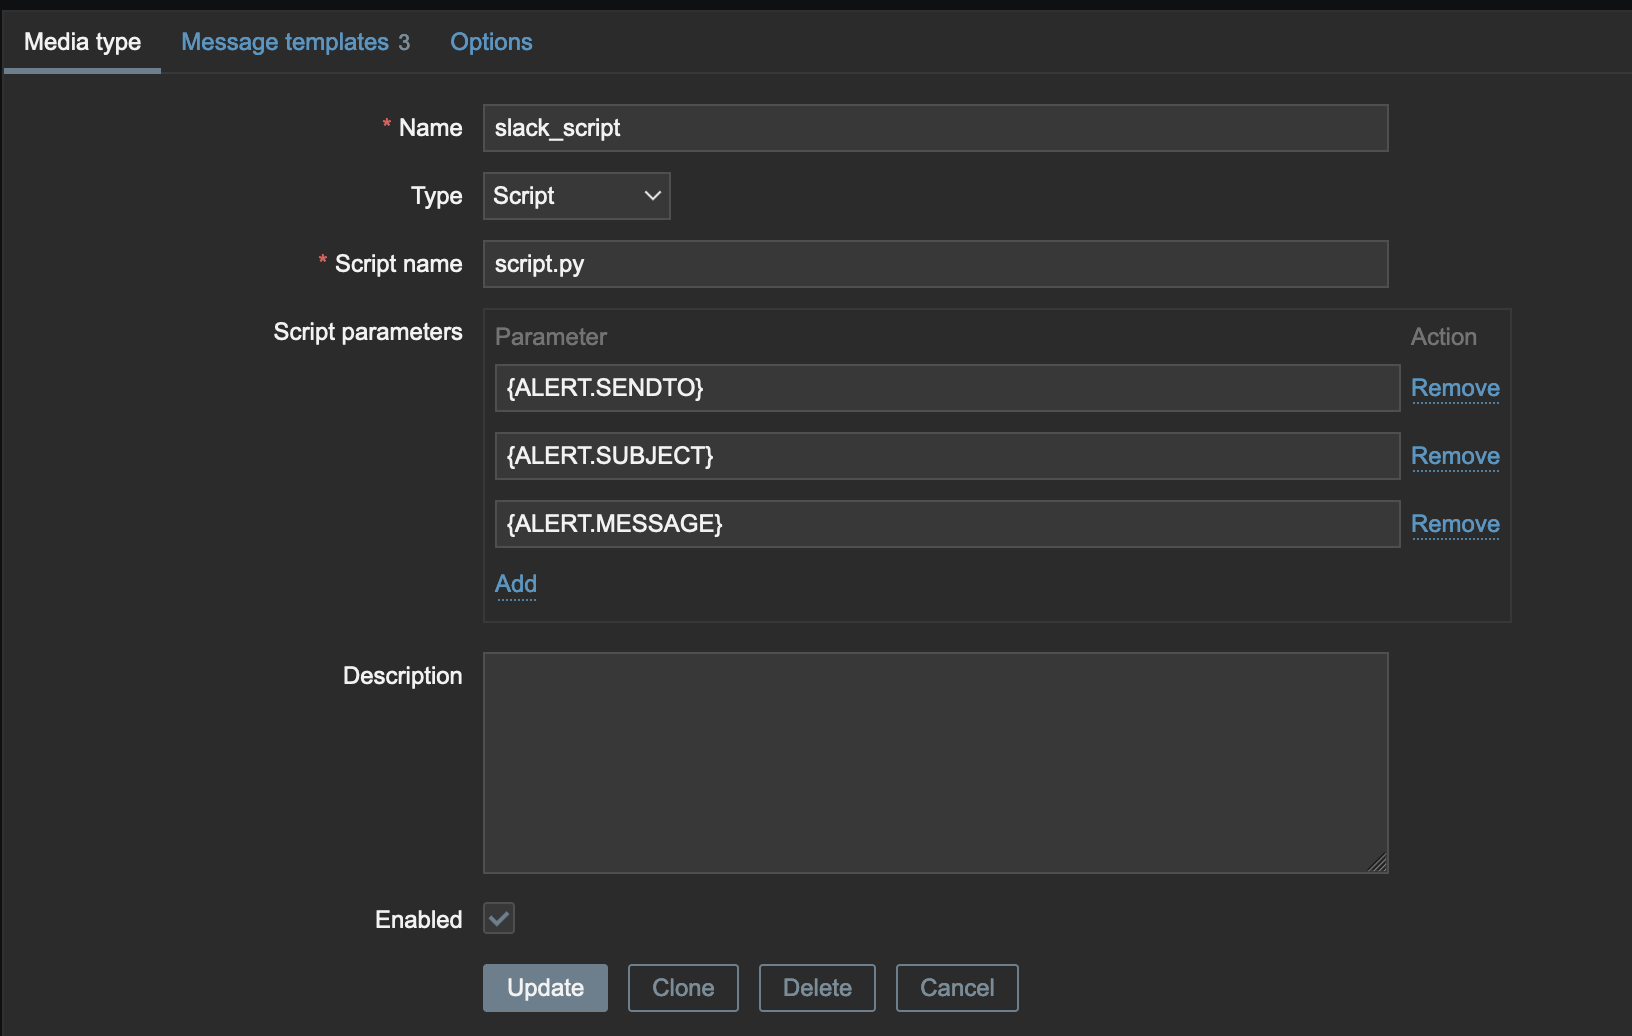 Media type Message templates 3 Options
* Name slack_script
Type Script
* Script name script.py
Script parameters Parameter Action
{ALERT.SENDTO} Remove
{ALERT.SUBJECT} Remove
{ALERT.MESSAGE} Remove
Add
Description
Enabled
Update Clone Delete Cancel